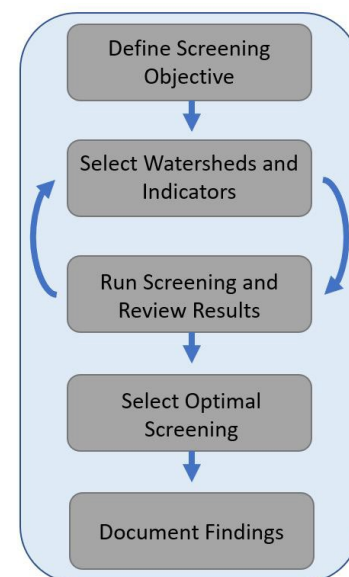 Define Screening
Objective
Select Watersheds and
Indicators
Run Screening and
Review Results
Select Optimal
Screening
Document Findings